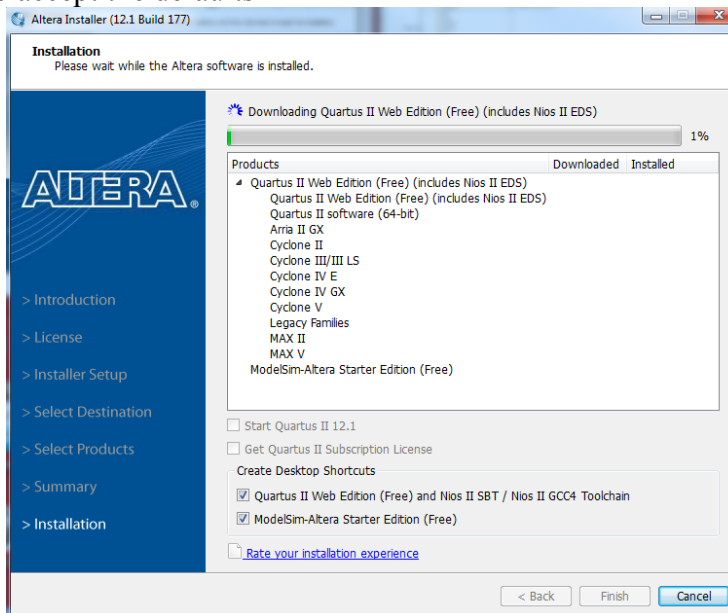 accept the defaults
Altera Installer (12.1 Build 177)
Installation
Please wait while the Altera software is installed.
Downloading Quartus II Web Edition (Free) (includes Nios II EDS)
1%
Products Downloaded Installed
Quartus II Web Edition (Free) (includes Nios II EDS)
Quartus II Web Edition (Free) (includes Nios II EDS)
Quartus II software (64-bit)
Arria II GX
Cyclone II
Cyclone III/III LS
Cyclone IV E
Cyclone IV GX
Cyclone V
Legacy Families
MAX II
MAX V
ModelSim-Altera Starter Edition (Free)
ALTERA®
> Introduction
> License
> Installer Setup
> Select Destination
> Select Products
> Summary
> Installation
Start Quartus II 12.1
Get Quartus II Subscription License
Create Desktop Shortcuts
Quartus II Web Edition (Free) and Nios II SBT / Nios II GCC4 Toolchain
ModelSim-Altera Starter Edition (Free)
Rate your installation experience
< Back Finish Cancel